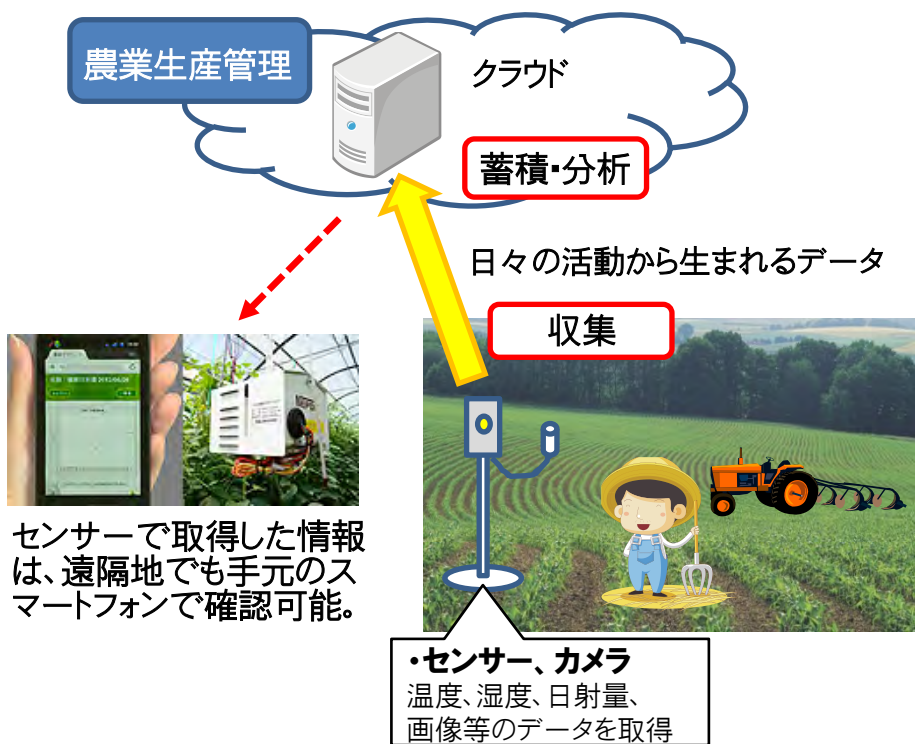 農業生産管理
クラウド
蓄積・分析
日々の活動から生まれるデータ
収集
センサーで取得した情報
は、遠隔地でも手元のス
マートフォンで確認可能。
・センサー、カメラ
温度、湿度、日射量、
画像等のデータを取得